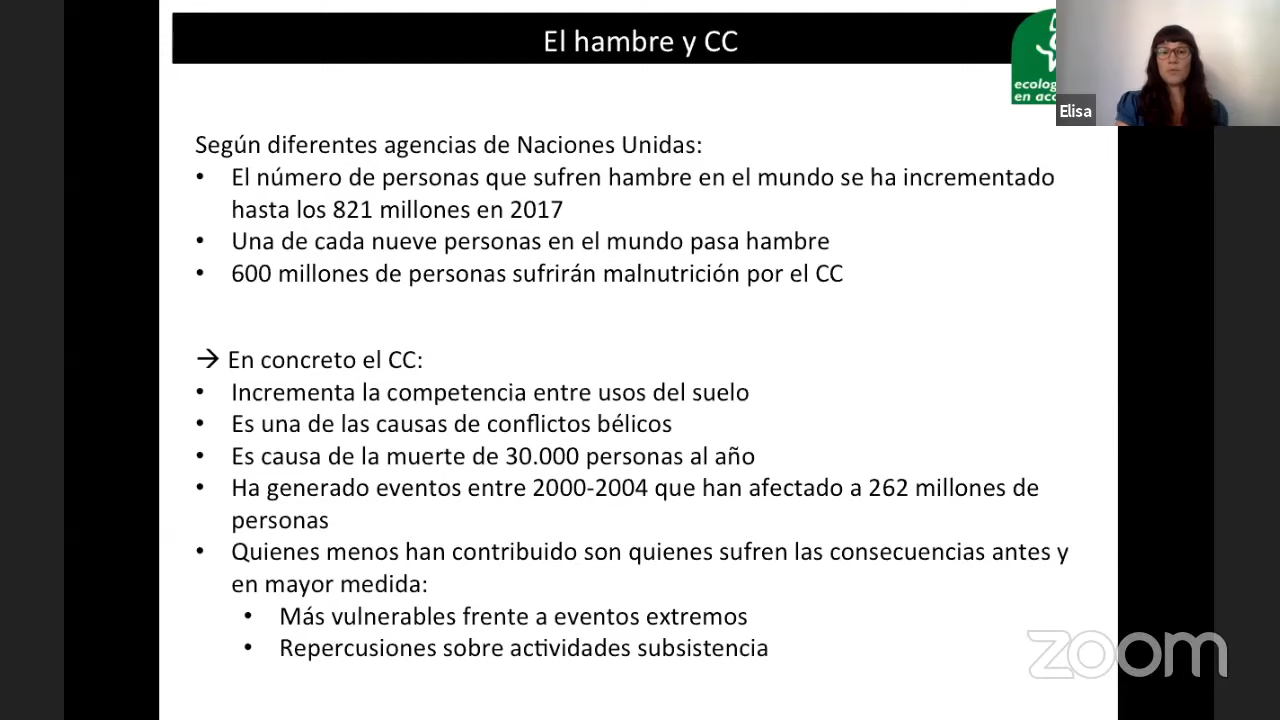 El hambre y CC
ecolog
en acc
Elisa
Según diferentes agencias de Naciones Unidas:
• El número de personas que sufren hambre en el mundo se ha incrementado
hasta los 821 millones en 2017
• Una de cada nueve personas en el mundo pasa hambre
• 600 millones de personas sufrirán malnutrición por el CC
→ En concreto el CC:
• Incrementa la competencia entre usos del suelo
• Es una de las causas de conflictos bélicos
• Es causa de la muerte de 30.000 personas al año
• Ha generado eventos entre 2000-2004 que han afectado a 262 millones de
personas
• Quienes menos han contribuido son quienes sufren las consecuencias antes y
en mayor medida:
• Más vulnerables frente a eventos extremos
• Repercusiones sobre actividades subsistencia
zoom